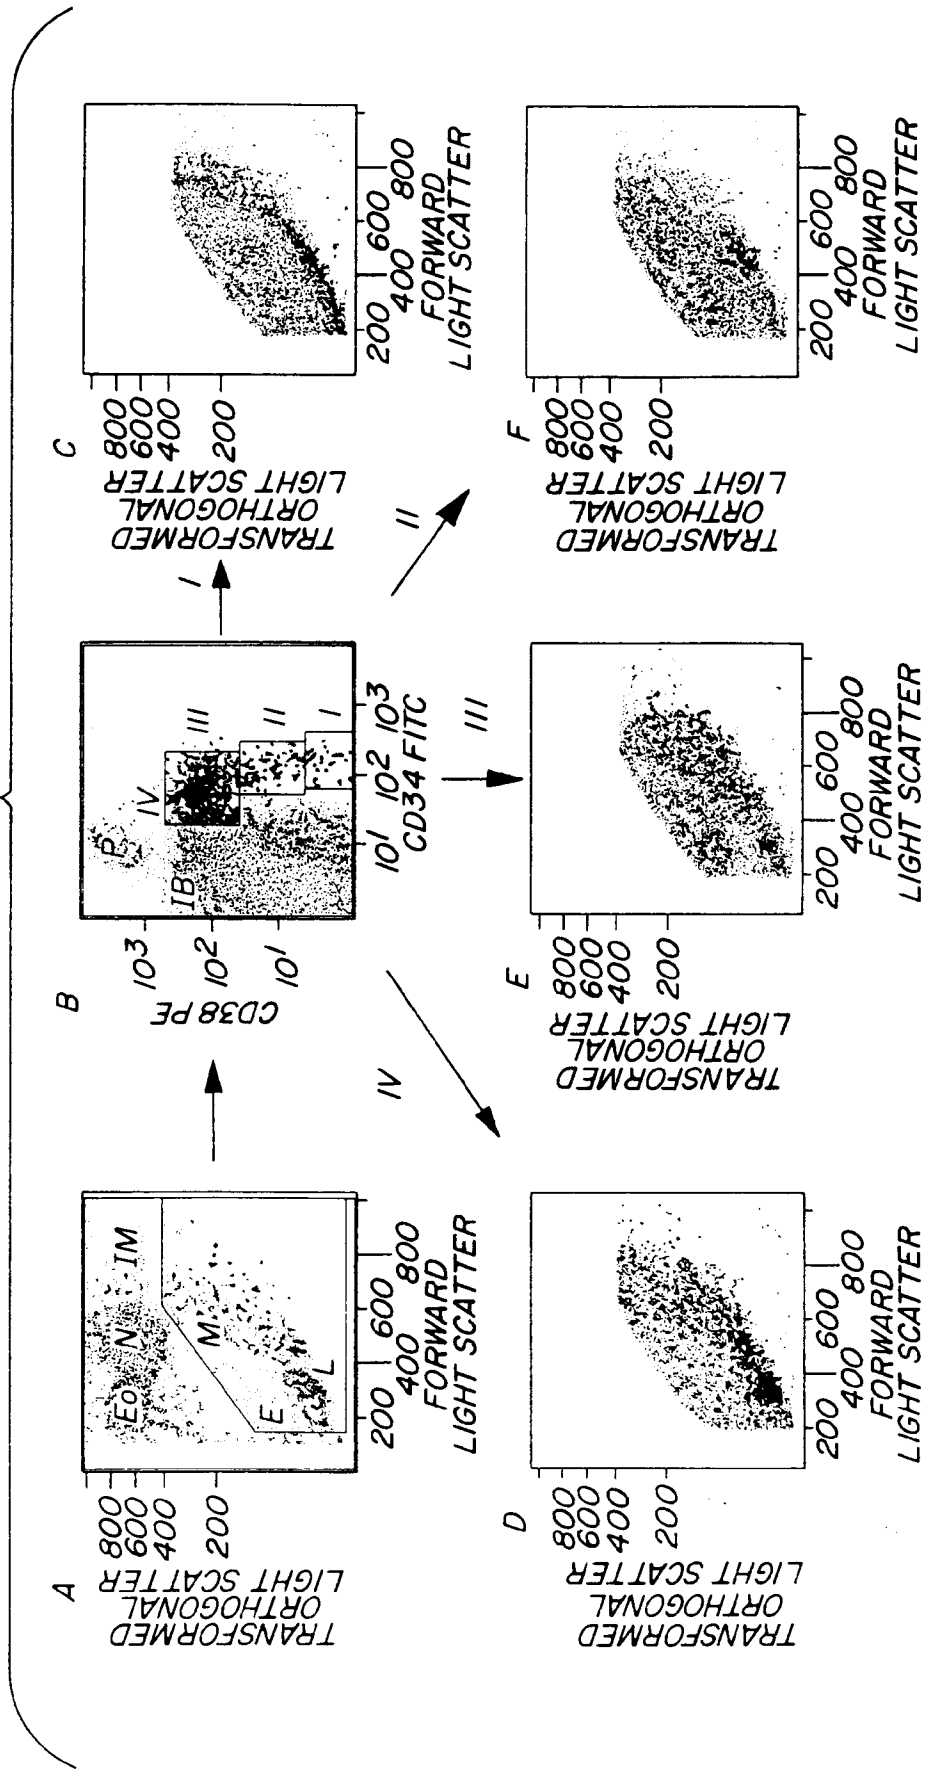 A
TRANSFORMED
ORTHOGONAL
LIGHT SCATTER
800
600
400
200
Eo
N
IM
M
E
L
200
400
600
800
FORWARD
LIGHT SCATTER
B
CD38 PE
10³
10²
10¹
P
IB
IV
III
II
I
10¹
10²
10³
CD34 FITC
I
II
III
IV
C
TRANSFORMED
ORTHOGONAL
LIGHT SCATTER
800
600
400
200
200
400
600
800
FORWARD
LIGHT SCATTER
D
TRANSFORMED
ORTHOGONAL
LIGHT SCATTER
800
600
400
200
200
400
600
800
FORWARD
LIGHT SCATTER
E
TRANSFORMED
ORTHOGONAL
LIGHT SCATTER
800
600
400
200
200
400
600
800
FORWARD
LIGHT SCATTER
F
TRANSFORMED
ORTHOGONAL
LIGHT SCATTER
800
600
400
200
200
400
600
800
FORWARD
LIGHT SCATTER